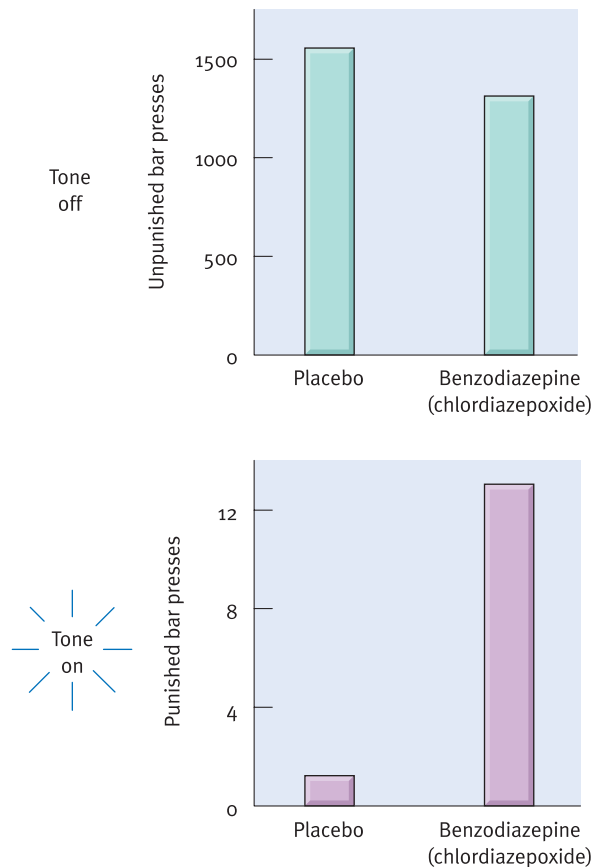 1500
1000
500
0
Unpunished bar presses
Tone
off
Placebo
Benzodiazepine
(chlordiazepoxide)
12
8
4
0
Punished bar presses
Tone
on
Placebo
Benzodiazepine
(chlordiazepoxide)